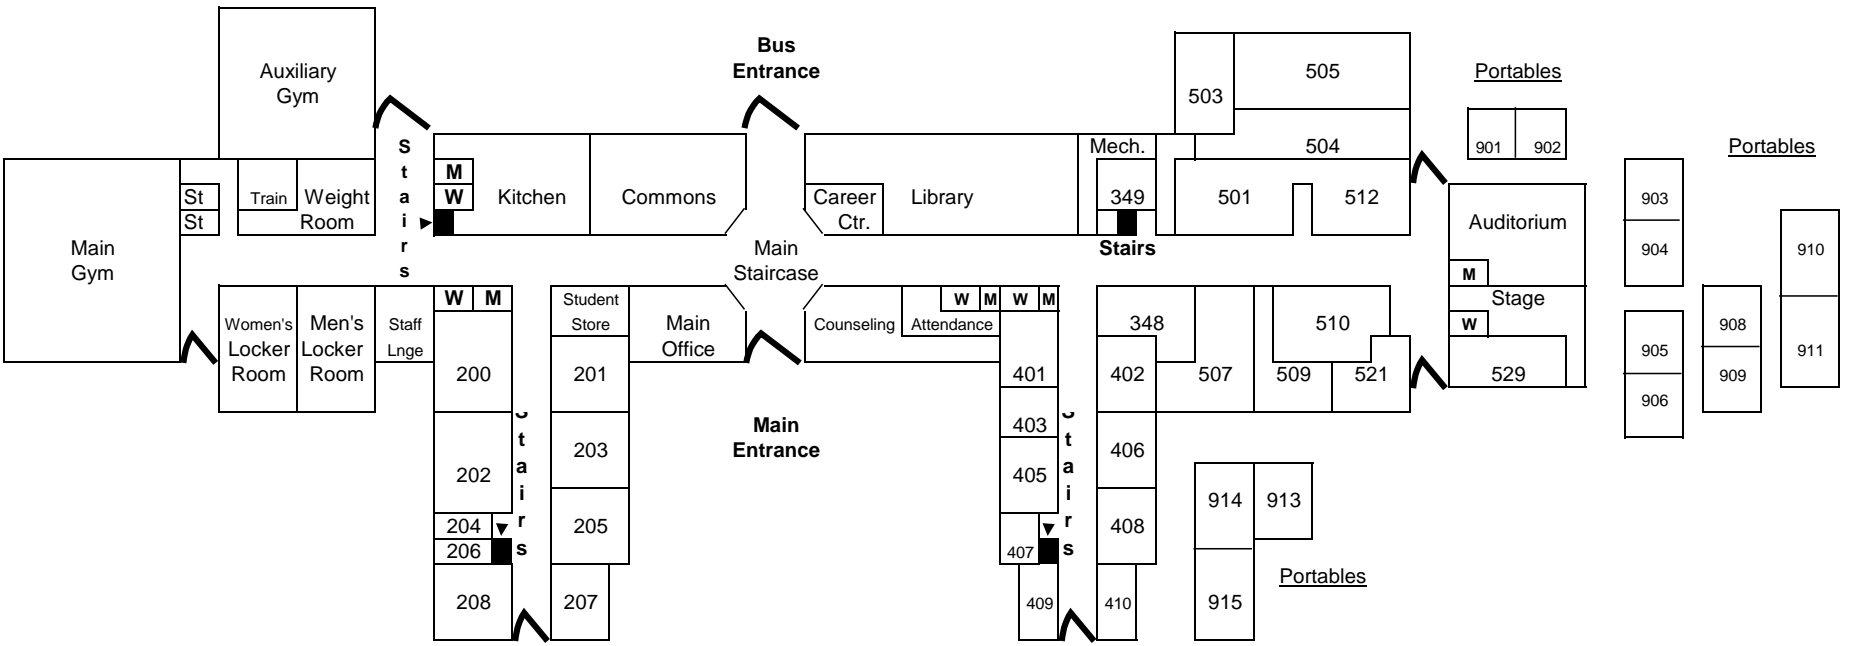 Bus
Entrance
Auxiliary
Gym
505
Portables
503
901
902
504
Portables
Stairs
M
W
Kitchen
Commons
Career
Ctr.
Library
Mech.
349
501
512
St
St
Train
Weight
Room
Main
Gym
Main
Staircase
Stairs
Auditorium
M
Stage
W
529
903
904
910
911
905
906
908
909
Women's
Locker
Room
Men's
Locker
Room
Staff
Lnge
W
M
Student
Store
Main
Office
Counseling
Attendance
W
M
W
M
348
510
200
201
401
402
507
509
521
Main
Entrance
202
Stairs
203
403
405
Stairs
406
204
206
205
407
408
914
913
Portables
208
207
409
410
915